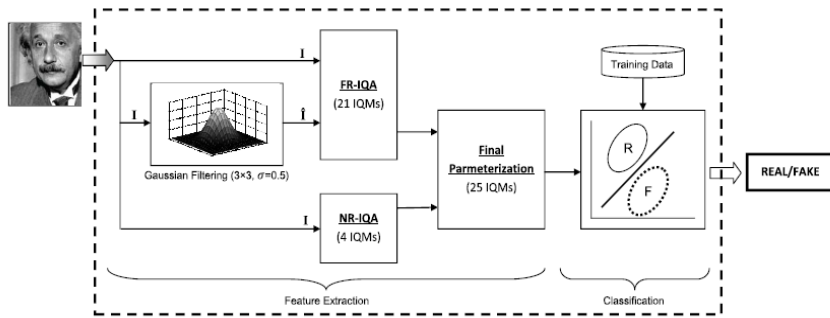 I
FR-IQA
(21 IQMs)
Training Data
I
Î
Gaussian Filtering (3×3, σ=0.5)
Final
Parmeterization
(25 IQMs)
R
F
REAL/FAKE
I
NR-IQA
(4 IQMs)
Feature Extraction
Classification